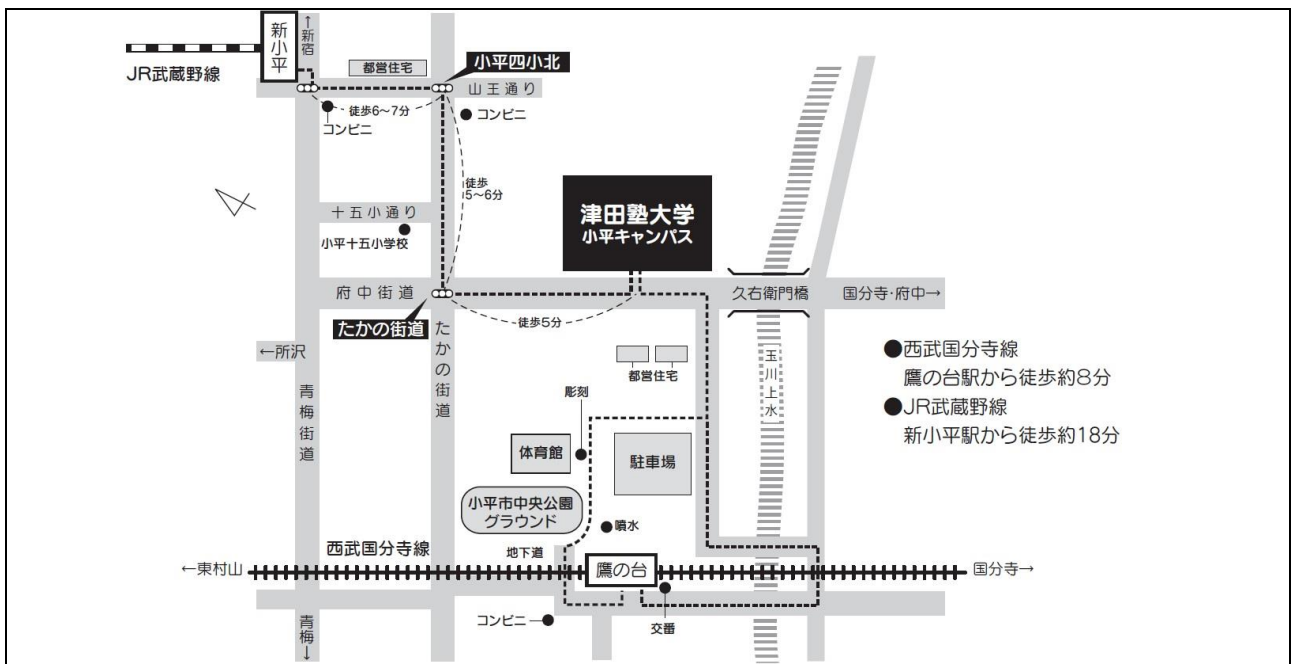 ↑新宿
新小平
JR武蔵野線
都営住宅
小平四小北
山王通り
徒歩6〜7分
コンビニ
コンビニ
徒歩
5〜6分
津田塾大学
小平キャンパス
十五小通り
小平十五小学校
府中街道
久右衛門橋
国分寺・府中→
たかの街道
徒歩5分
←所沢
たかの街道
青梅街道
都営住宅
玉川上水
●西武国分寺線
鷹の台駅から徒歩約8分
●JR武蔵野線
新小平駅から徒歩約18分
彫刻
体育館
駐車場
小平市中央公園
グラウンド
噴水
西武国分寺線
地下道
←東村山
鷹の台
国分寺→
コンビニ
交番
青梅↓